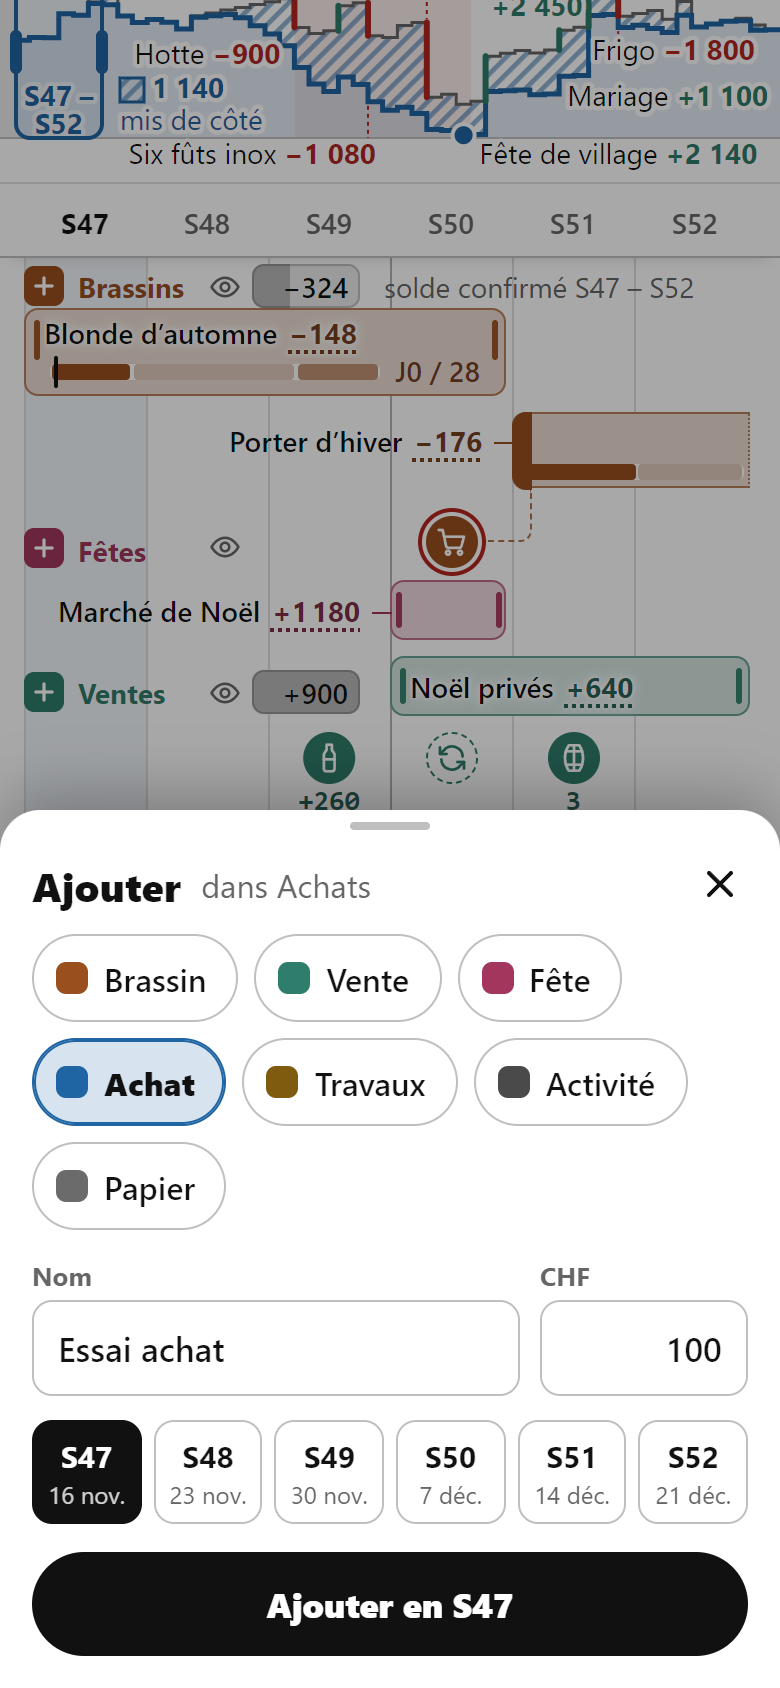 +2 450
Hotte −900
Frigo −1 800
S47 –
S52
1 140
mis de côté
Mariage +1 100
Six fûts inox −1 080
Fête de village +2 140
S47 S48 S49 S50 S51 S52
Brassins −324 solde confirmé S47 – S52
Blonde d’automne −148
J0 / 28
Porter d’hiver −176
Fêtes
Marché de Noël +1 180
Ventes +900
Noël privés +640
+260 3
Ajouter dans Achats
Brassin Vente Fête
Achat Travaux Activité
Papier
Nom CHF
Essai achat 100
S47 S48 S49 S50 S51 S52
16 nov. 23 nov. 30 nov. 7 déc. 14 déc. 21 déc.
Ajouter en S47